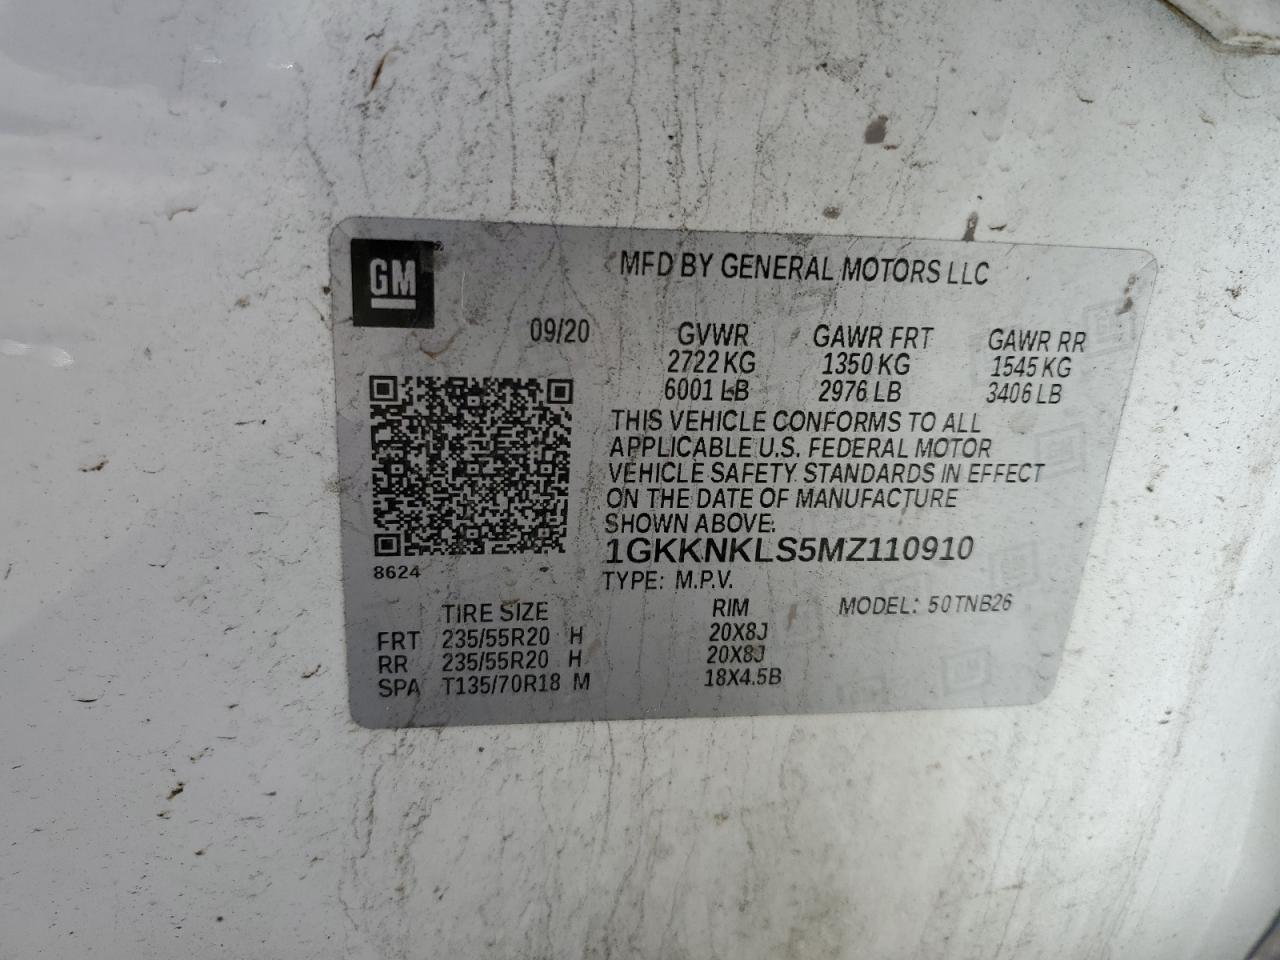 GM
MFD BY GENERAL MOTORS LLC
09/20 GVWR GAWR FRT GAWR RR
2722 KG 1350 KG 1545 KG
6001 LB 2976 LB 3406 LB
THIS VEHICLE CONFORMS TO ALL
APPLICABLE U.S. FEDERAL MOTOR
VEHICLE SAFETY STANDARDS IN EFFECT
ON THE DATE OF MANUFACTURE
SHOWN ABOVE.
1GKKNKLS5MZ110910
8624
TYPE: M.P.V.
TIRE SIZE RIM MODEL: 50TNB26
FRT 235/55R20 H 20X8J
RR 235/55R20 H 20X8J
SPA T135/70R18 M 18X4.5B